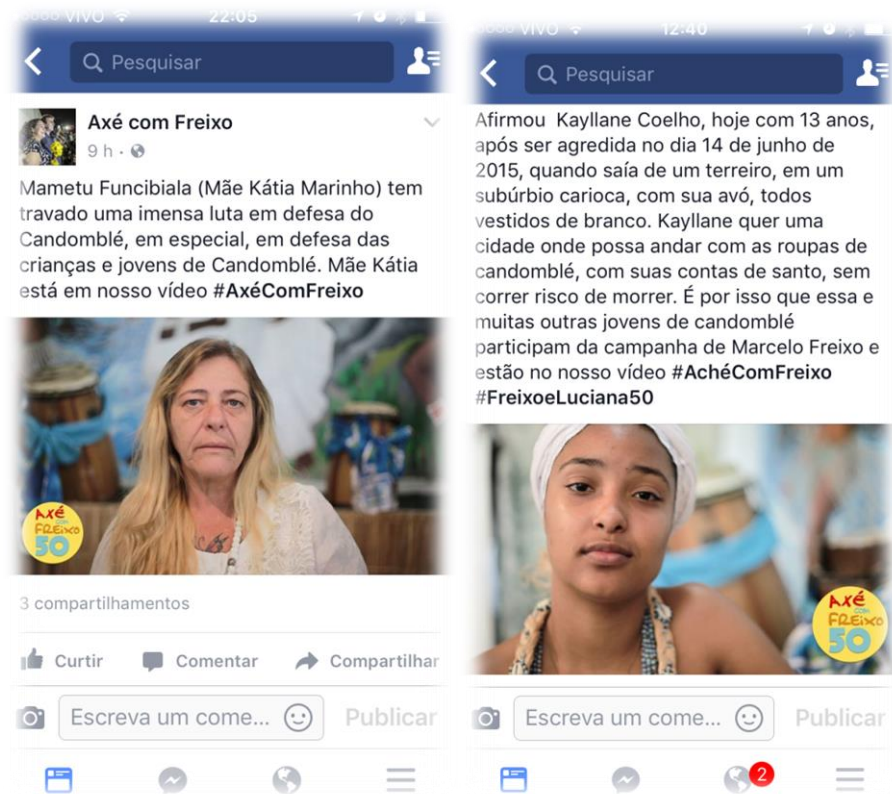 VIVO 22:05
Pesquisar
Axé com Freixo
9 h
Mametu Funcibiala (Mãe Kátia Marinho) tem
travado uma imensa luta em defesa do
Candomblé, em especial, em defesa das
crianças e jovens de Candomblé. Mãe Kátia
está em nosso vídeo #AxéComFreixo
AXÉ
COM
FREIXO
50
3 compartilhamentos
Curtir Comentar Compartilhar
Escreva um come... Publicar
VIVO 12:40
Pesquisar
Afirmou Kayllane Coelho, hoje com 13 anos,
após ser agredida no dia 14 de junho de
2015, quando saía de um terreiro, em um
subúrbio carioca, com sua avó, todos
vestidos de branco. Kayllane quer uma
cidade onde possa andar com as roupas de
candomblé, com suas contas de santo, sem
correr risco de morrer. É por isso que essa e
muitas outras jovens de candomblé
participam da campanha de Marcelo Freixo e
estão no nosso vídeo #AchéComFreixo
#FreixoeLuciana50
AXÉ
COM
FREIXO
50
Escreva um come... Publicar
2